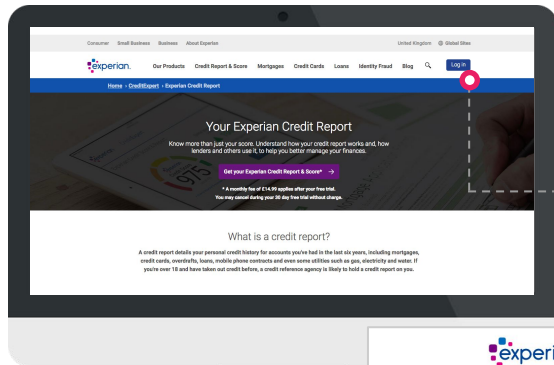 Consumer Small Business Business About Experian United Kingdom Global Sites
experian. Our Products Credit Report & Score Mortgages Credit Cards Loans Identity Fraud Blog Log in
Home › CreditExpert › Experian Credit Report
Your Experian Credit Report
Know more than just your score. Understand how your credit report works and, how
lenders and others use it, to help you better manage your finances.
975
Get your Experian Credit Report & Score* →
* A monthly fee of £14.99 applies after your free trial.
You may cancel during your 30 day free trial without charge.
What is a credit report?
A credit report details your personal credit history for accounts you've had in the last six years, including mortgages,
credit cards, overdrafts, loans, mobile phone contracts and even some utilities such as gas, electricity and water. If
you're over 18 and have taken out credit before, a credit reference agency is likely to hold a credit report on you.
experi